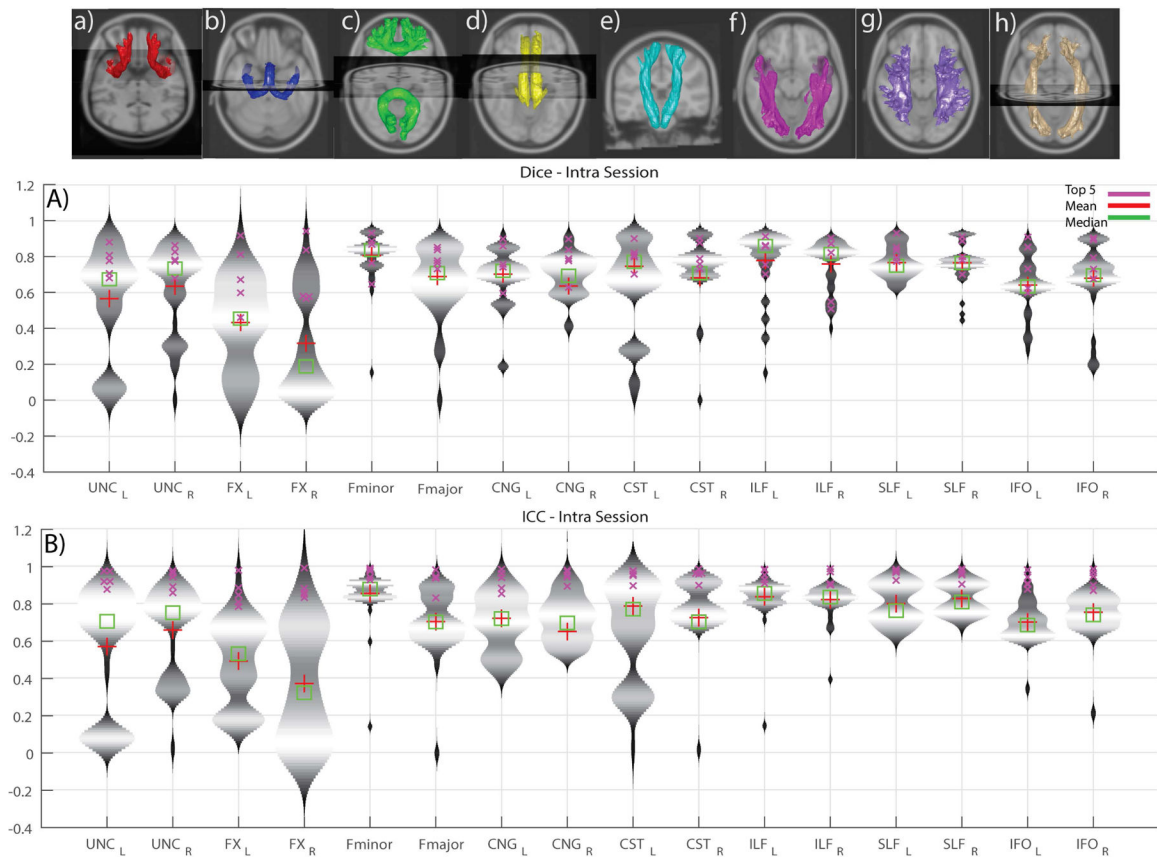 a) b) c) d) e) f) g) h)
Dice - Intra Session
A)
Top 5
Mean
Median
1.2
1
0.8
0.6
0.4
0.2
0
-0.2
-0.4
UNC L UNC R FX L FX R Fminor Fmajor CNG L CNG R CST L CST R ILF L ILF R SLF L SLF R IFO L IFO R
ICC - Intra Session
B)
1.2
1
0.8
0.6
0.4
0.2
0
-0.2
-0.4
UNC L UNC R FX L FX R Fminor Fmajor CNG L CNG R CST L CST R ILF L ILF R SLF L SLF R IFO L IFO R